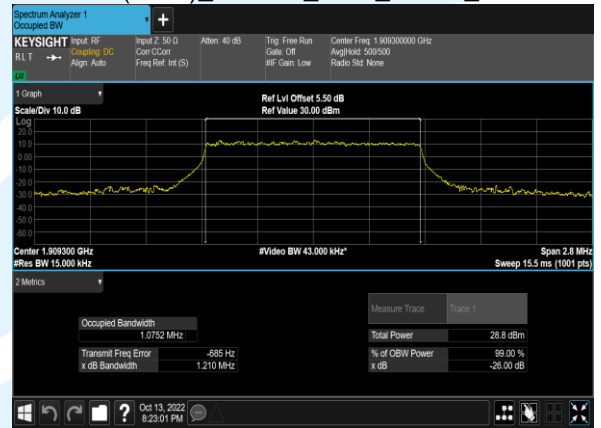 Spectrum Analyzer 1
Occupied BW
KEYSIGHT
R L T
LV
Input: RF
Coupling: DC
Align: Auto
Input Z: 50 Ω
Corr CCorr
Freq Ref: Int (S)
Atten: 40 dB
Trig: Free Run
Gate: Off
#IF Gain: Low
Center Freq: 1.909300000 GHz
Avg|Hold: 500/500
Radio Std: None
1 Graph
Scale/Div 10.0 dB
Ref Lvl Offset 5.50 dB
Ref Value 30.00 dBm
Log
20.0
10.0
0.00
-10.0
-20.0
-30.0
-40.0
-50.0
-60.0
Center 1.909300 GHz
#Res BW 15.000 kHz
#Video BW 43.000 kHz*
Span 2.8 MHz
Sweep 15.5 ms (1001 pts)
2 Metrics
Measure Trace Trace 1
Occupied Bandwidth
1.0752 MHz
Total Power 28.8 dBm
Transmit Freq Error -685 Hz
% of OBW Power 99.00 %
x dB Bandwidth 1.210 MHz
x dB -26.00 dB
?
Oct 13, 2022
8:23:01 PM